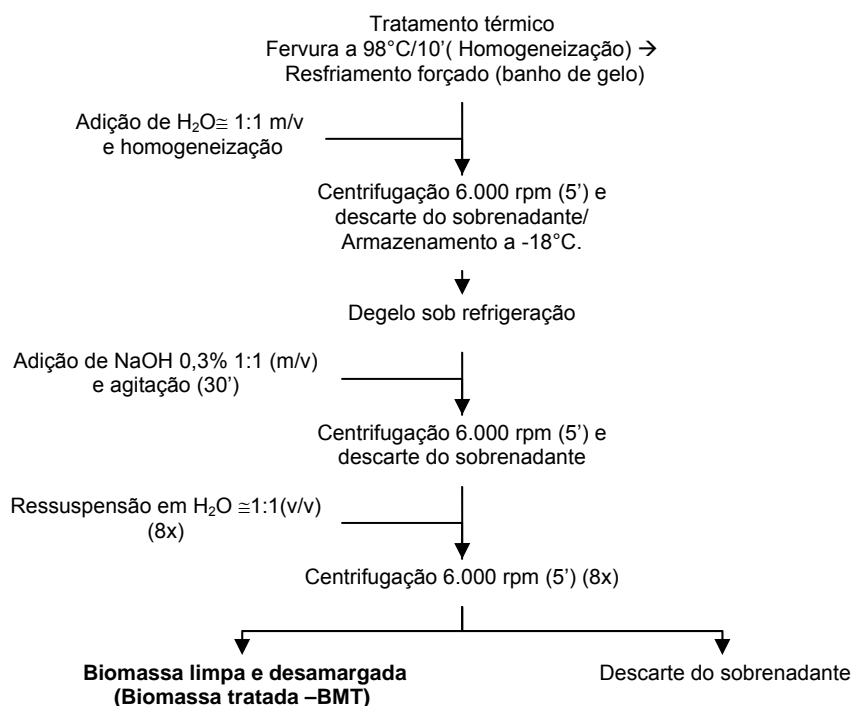 Tratamento térmico
Fervura a 98°C/10’( Homogeneização) →
Resfriamento forçado (banho de gelo)
Adição de H₂O≅ 1:1 m/v
e homogeneização
Centrifugação 6.000 rpm (5’) e
descarte do sobrenadante/
Armazenamento a -18°C.
Degelo sob refrigeração
Adição de NaOH 0,3% 1:1 (m/v)
e agitação (30’)
Centrifugação 6.000 rpm (5’) e
descarte do sobrenadante
Ressuspensão em H₂O ≅1:1(v/v)
(8x)
Centrifugação 6.000 rpm (5’) (8x)
Biomassa limpa e desamargada
(Biomassa tratada –BMT)
Descarte do sobrenadante